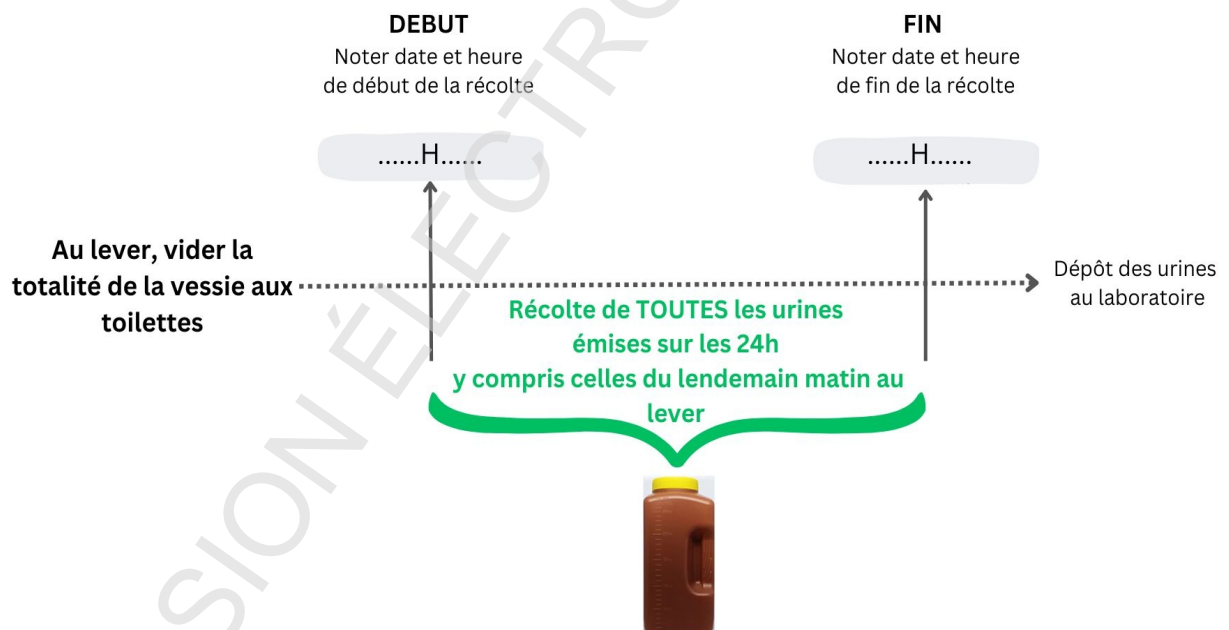 DEBUT
Noter date et heure
de début de la récolte
......H......
FIN
Noter date et heure
de fin de la récolte
......H......
Au lever, vider la
totalité de la vessie aux
toilettes
Récolte de TOUTES les urines
émises sur les 24h
y compris celles du lendemain matin au
lever
Dépôt des urines
au laboratoire
SION ÉLECTRO